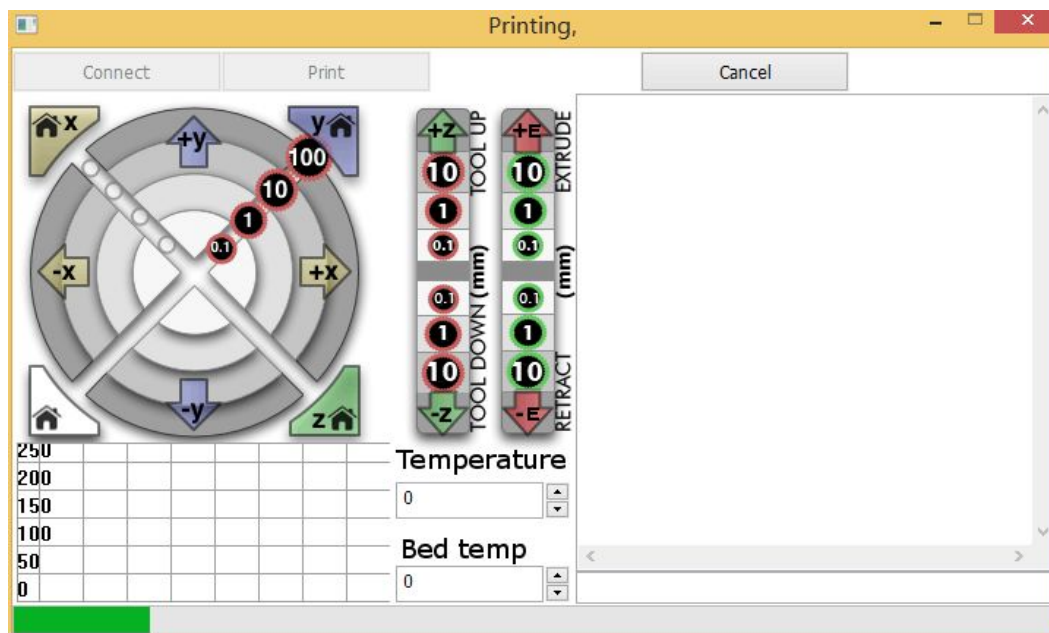 Printing,
Connect
Print
Cancel
x
y
+y
100
10
1
0.1
-x
+x
-y
z
+Z
10
1
0.1
0.1
1
10
-Z
TOOL UP
TOOL DOWN (mm)
+E
10
1
0.1
0.1
1
10
-E
EXTRUDE
RETRACT (mm)
250
200
150
100
50
0
Temperature
0
Bed temp
0